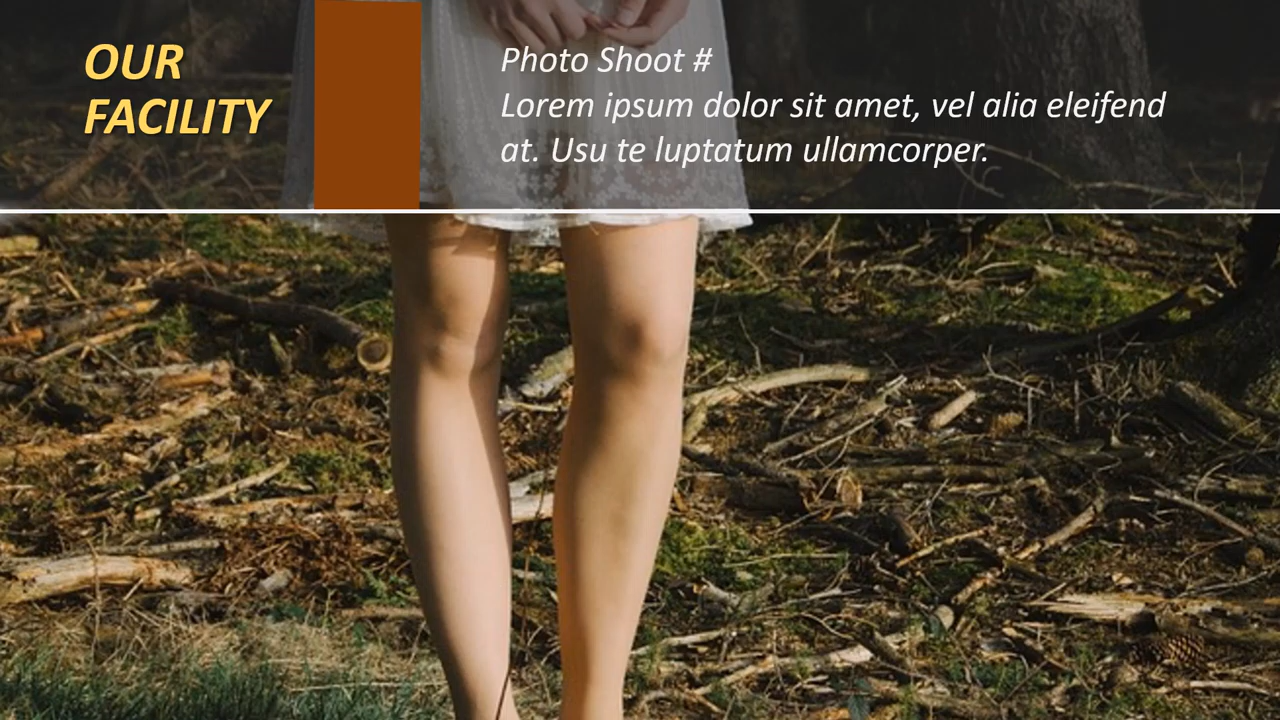 OUR
FACILITY
Photo Shoot #
Lorem ipsum dolor sit amet, vel alia eleifend
at. Usu te luptatum ullamcorper.